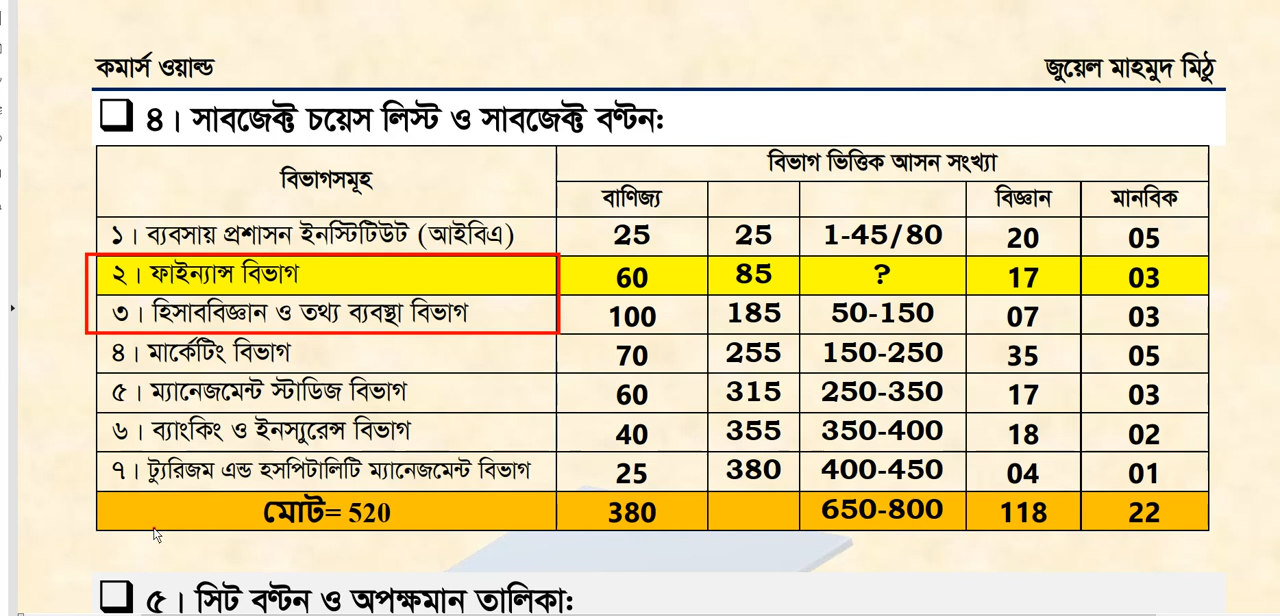 কমার্স ওয়াল্ড জুয়েল মাহমুদ মিঠু
৪। সাবজেক্ট চয়েস লিস্ট ও সাবজেক্ট বণ্টন:
বিভাগসমূহ বিভাগ ভিত্তিক আসন সংখ্যা
বাণিজ্য বিজ্ঞান মানবিক
১। ব্যবসায় প্রশাসন ইনস্টিটিউট (আইবিএ) 25 25 1-45/80 20 05
২। ফাইন্যান্স বিভাগ 60 85 ? 17 03
৩। হিসাববিজ্ঞান ও তথ্য ব্যবস্থা বিভাগ 100 185 50-150 07 03
৪। মার্কেটিং বিভাগ 70 255 150-250 35 05
৫। ম্যানেজমেন্ট স্টাডিজ বিভাগ 60 315 250-350 17 03
৬। ব্যাংকিং ও ইনস্যুরেন্স বিভাগ 40 355 350-400 18 02
৭। ট্যুরিজম এন্ড হসপিটালিটি ম্যানেজমেন্ট বিভাগ 25 380 400-450 04 01
মোট= 520 380 650-800 118 22
৫। সিট বণ্টন ও অপক্ষমান তালিকা: